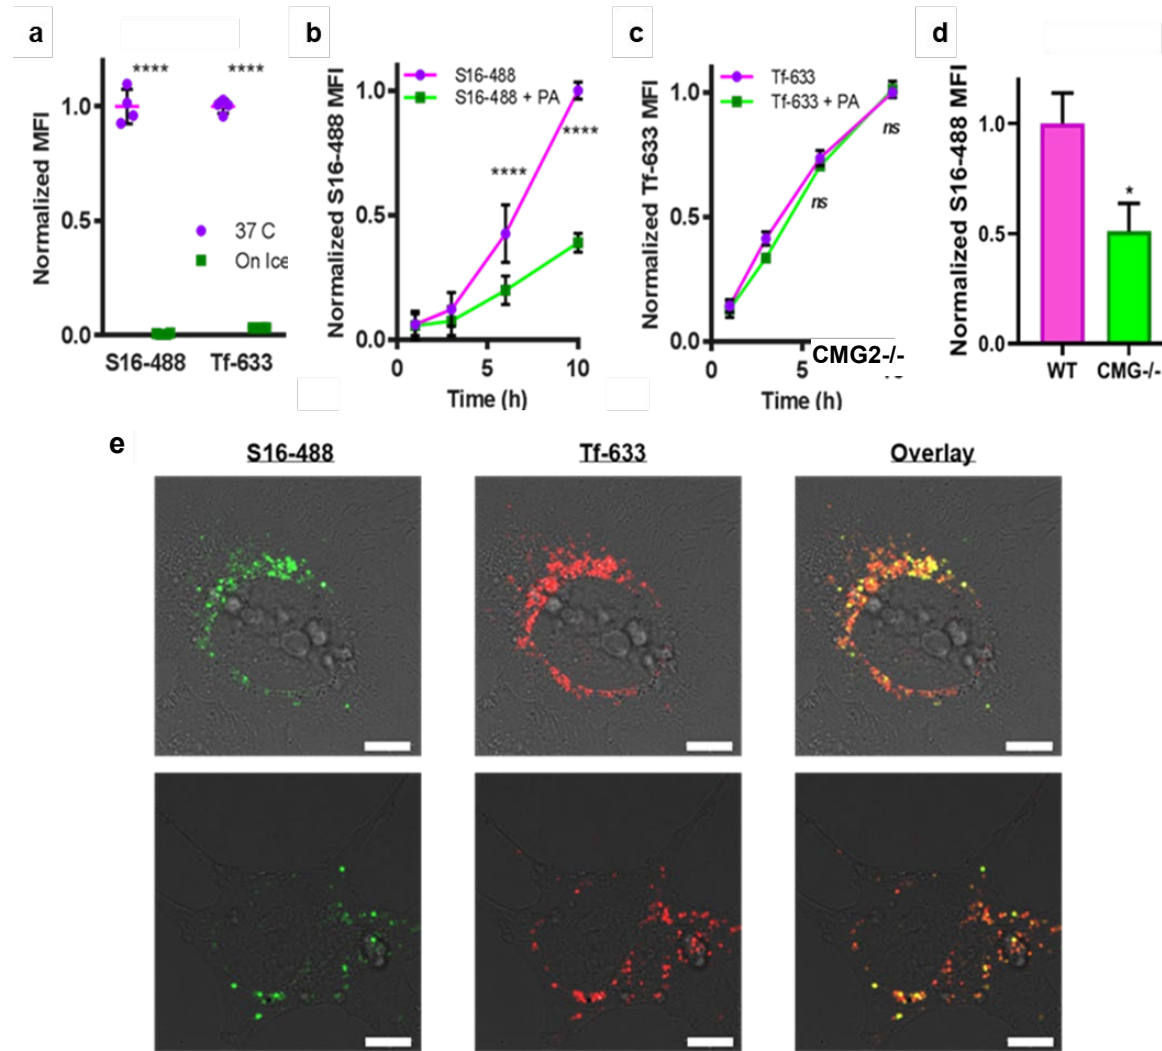 a
****
****
Normalized MFI
1.0
0.5
0.0
37 C
On Ice
S16-488
Tf-633
b
Normalized S16-488 MFI
S16-488
S16-488 + PA
****
****
1.0
0.5
0.0
0
5
10
Time (h)
c
Normalized Tf-633 MFI
Tf-633
Tf-633 + PA
ns
ns
1.0
0.5
0.0
CMG2-/-
0
5
Time (h)
d
Normalized S16-488 MFI
1.0
0.5
0.0
*
WT
CMG-/-
e
S16-488
Tf-633
Overlay